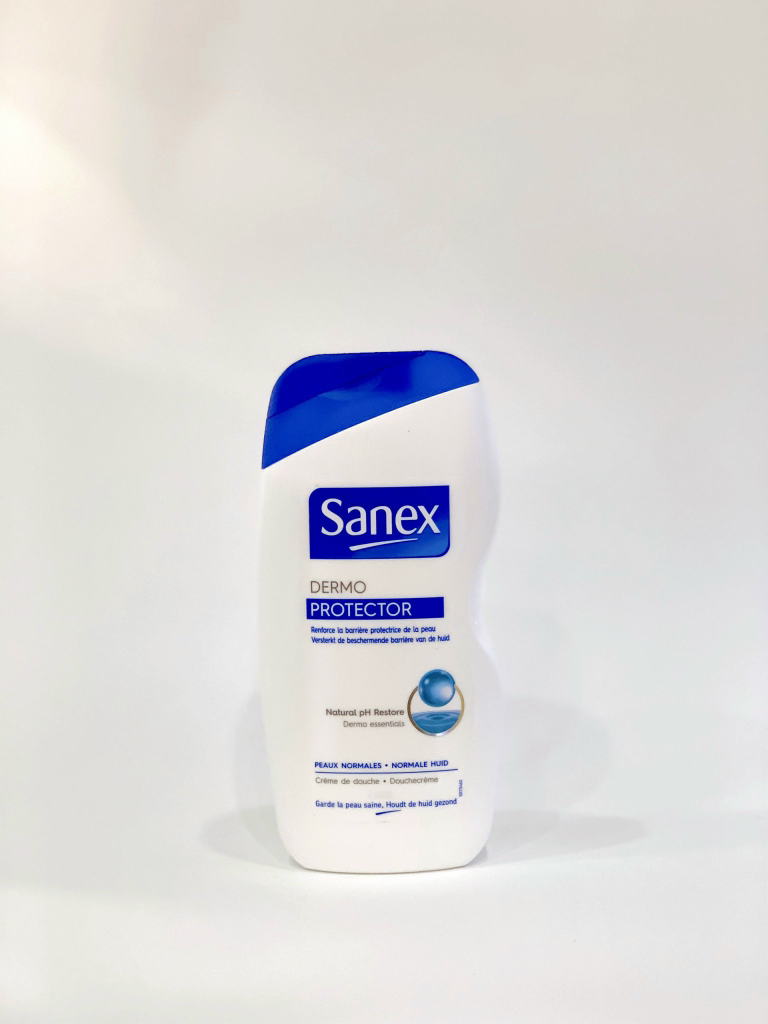 Sanex
DERMO
PROTECTOR
Renforce la barrière protectrice de la peau
Versterkt de beschermende barrière van de huid
Natural pH Restore
Dermo essentials
PEAUX NORMALES • NORMALE HUID
Crème de douche • Douchecrème
Garde la peau saine, Houdt de huid gezond